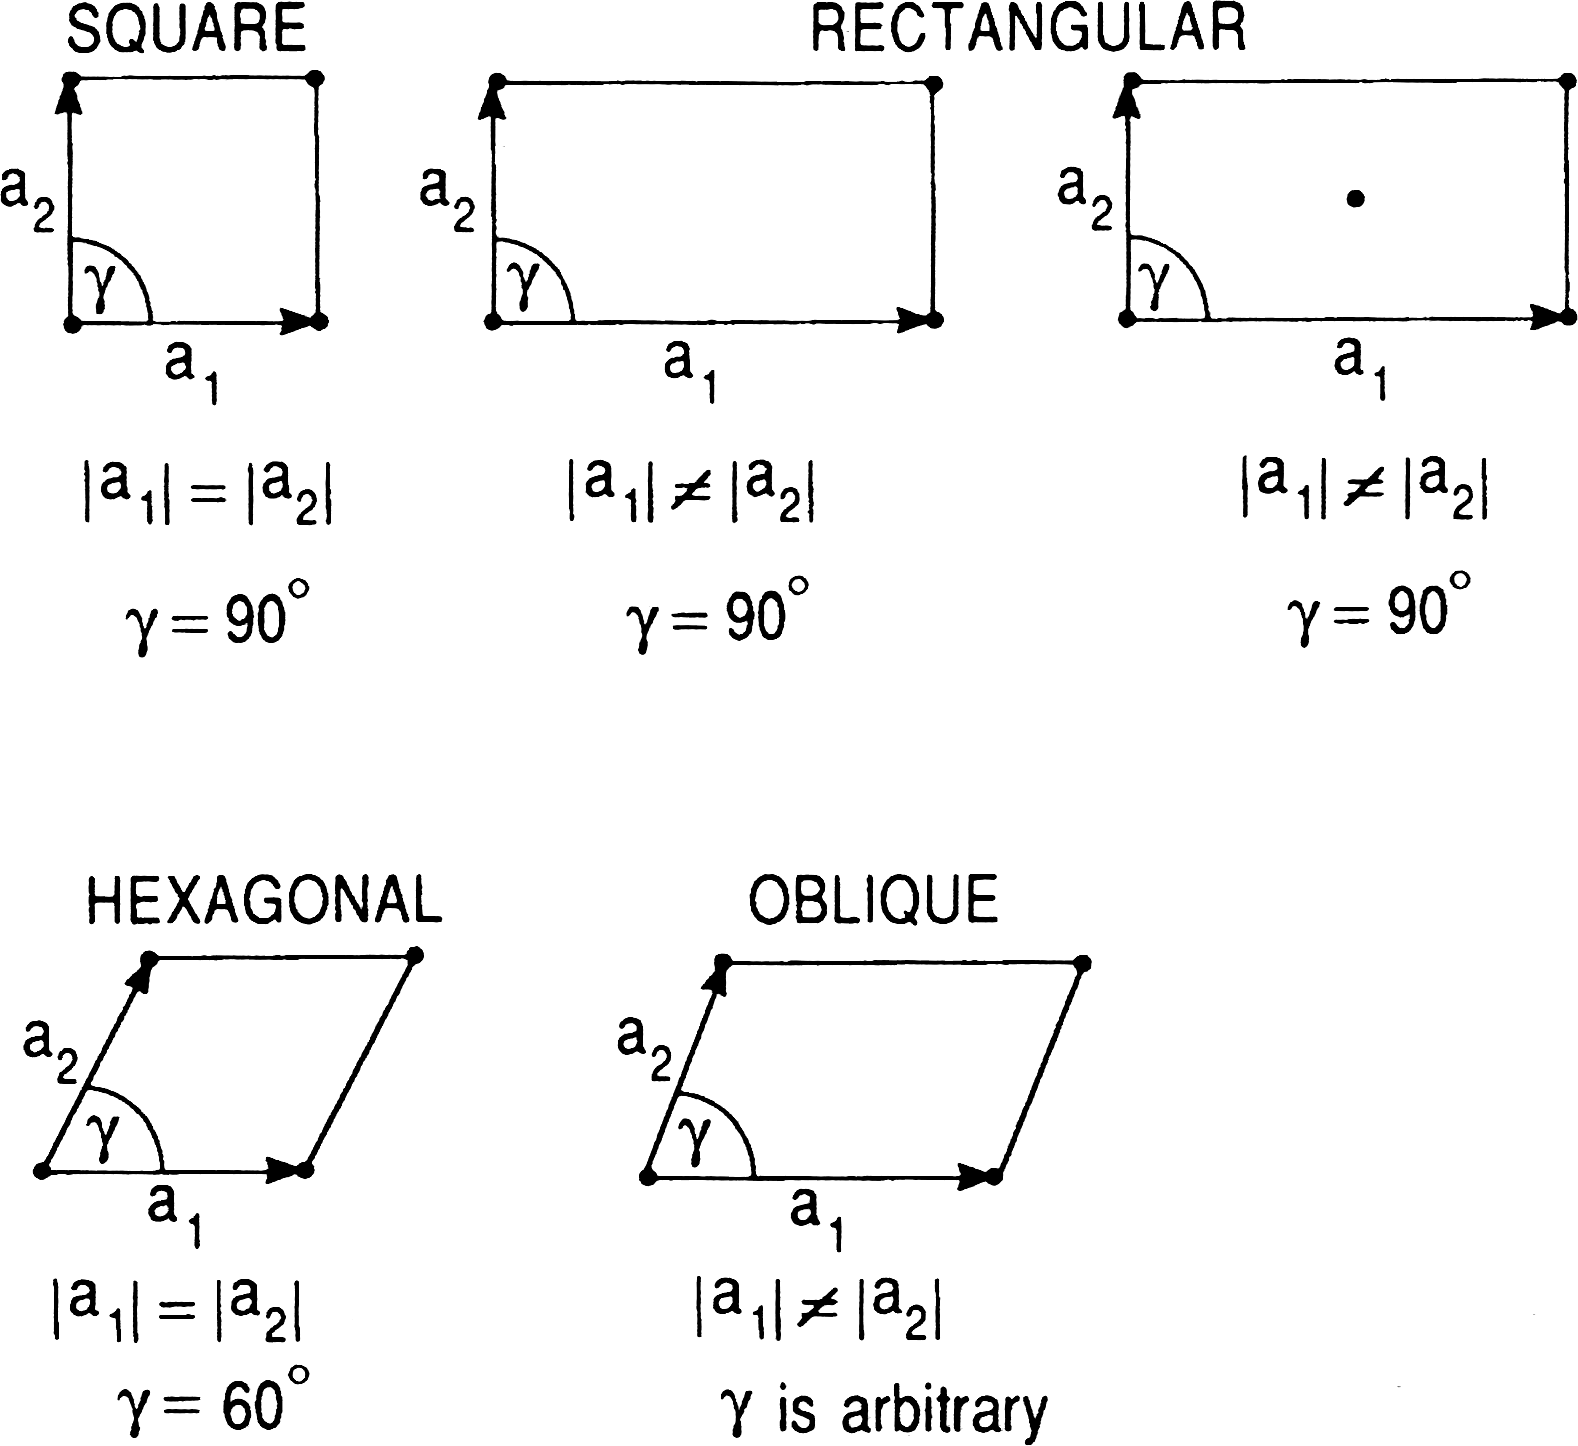 SQUARE
RECTANGULAR
a₂
γ
a₁
a₂
γ
a₁
a₂
γ
a₁
|a₁| = |a₂|
|a₁| ≠ |a₂|
|a₁| ≠ |a₂|
γ = 90°
γ = 90°
γ = 90°
HEXAGONAL
OBLIQUE
a₂
γ
a₁
a₂
γ
a₁
|a₁| = |a₂|
|a₁| ≠ |a₂|
γ = 60°
γ is arbitrary